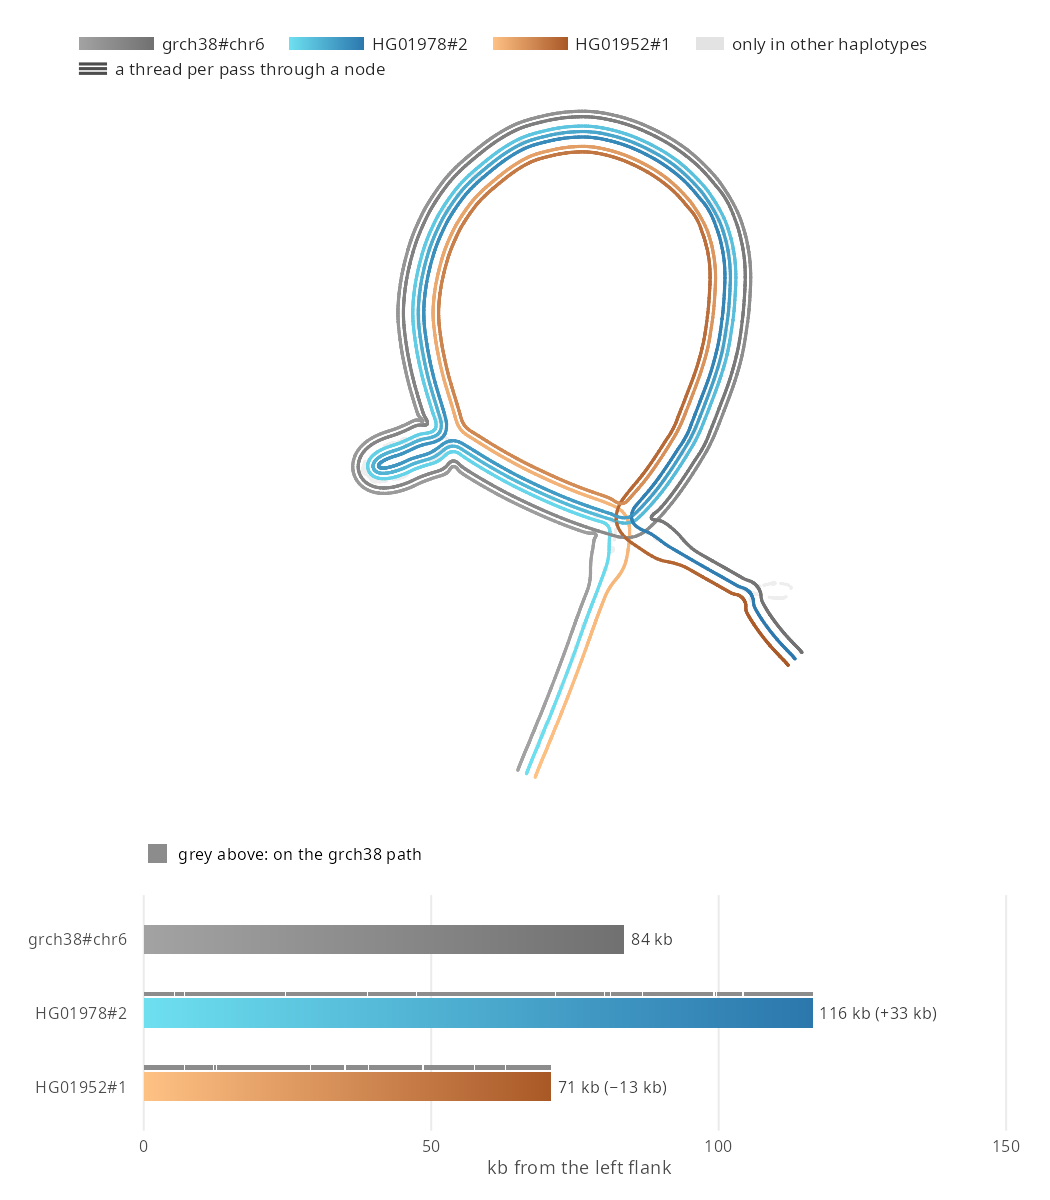 grch38#chr6 HG01978#2 HG01952#1 only in other haplotypes
a thread per pass through a node
grey above: on the grch38 path
grch38#chr6 84 kb
HG01978#2 116 kb (+33 kb)
HG01952#1 71 kb (−13 kb)
0 50 100 150
kb from the left flank